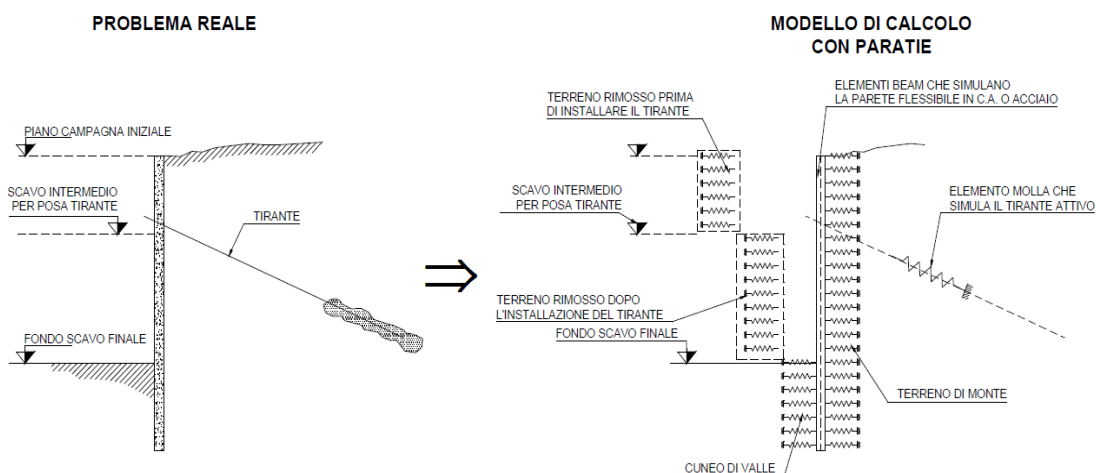 PROBLEMA REALE
PIANO CAMPAGNA INIZIALE
SCAVO INTERMEDIO
PER POSA TIRANTE
TIRANTE
FONDO SCAVO FINALE
MODELLO DI CALCOLO
CON PARATIE
TERRENO RIMOSSO PRIMA
DI INSTALLARE IL TIRANTE
ELEMENTI BEAM CHE SIMULANO
LA PARETE FLESSIBILE IN C.A. O ACCIAIO
SCAVO INTERMEDIO
PER POSA TIRANTE
ELEMENTO MOLLA CHE
SIMULA IL TIRANTE ATTIVO
TERRENO RIMOSSO DOPO
L'INSTALLAZIONE DEL TIRANTE
FONDO SCAVO FINALE
TERRENO DI MONTE
CUNEO DI VALLE